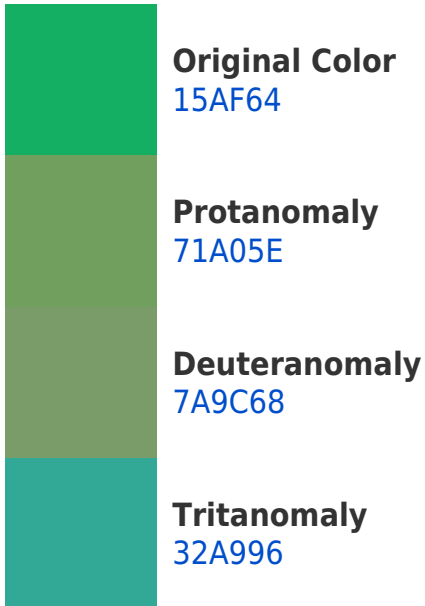 Original Color
15AF64
Protanomaly
71A05E
Deuteranomaly
7A9C68
Tritanomaly
32A996